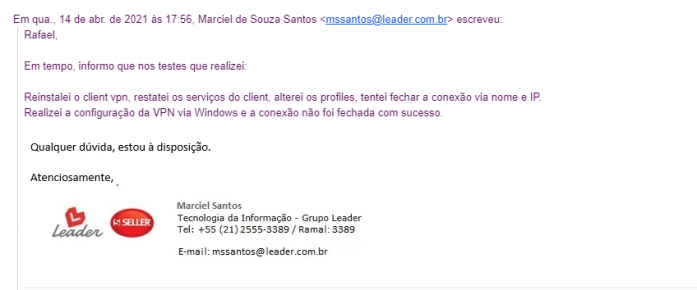 Em qua., 14 de abr. de 2021 às 17:56, Marciel de Souza Santos <mssantos@leader.com.br> escreveu:
Rafael,
Em tempo, informo que nos testes que realizei:
Reinstalei o client vpn, restatei os serviços do client, alterei os profiles, tentei fechar a conexão via nome e IP.
Realizei a configuração da VPN via Windows e a conexão não foi fechada com sucesso.
Qualquer dúvida, estou à disposição.
Atenciosamente,
Marciel Santos
Tecnologia da Informação - Grupo Leader
Tel: +55 (21) 2555-3389 / Ramal: 3389
E-mail: mssantos@leader.com.br
Leader
SELLER